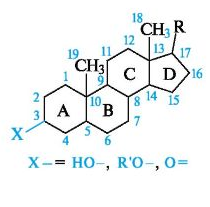 18
CH₃ R
12 17
19 11 13
CH₃ C D 16
1 9 14 15
2 10 8
A B
3 5 7
X 4 6
X – = HO–, R'O–, O=